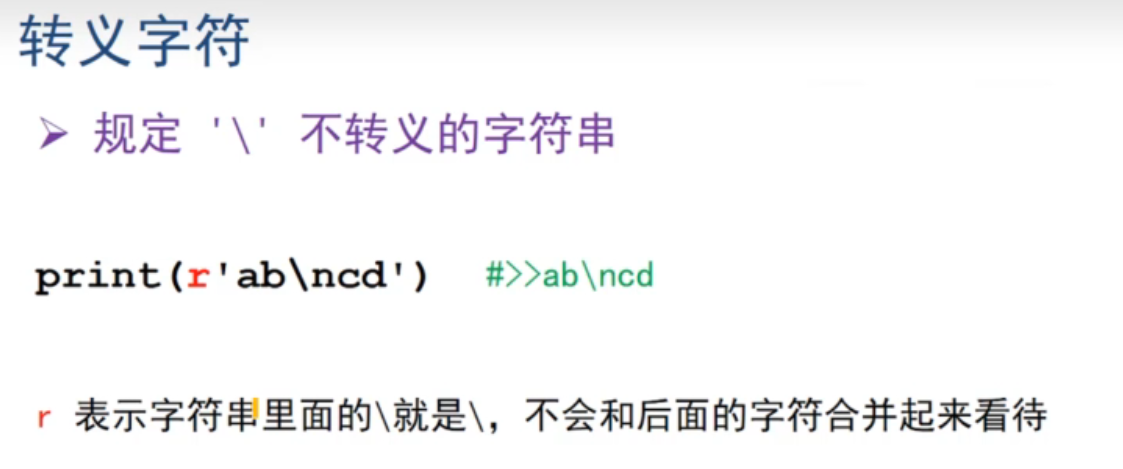 转义字符
➢ 规定 '\' 不转义的字符串
print(r'ab\ncd') #>>ab\ncd
r 表示字符串里面的\就是\，不会和后面的字符合并起来看待